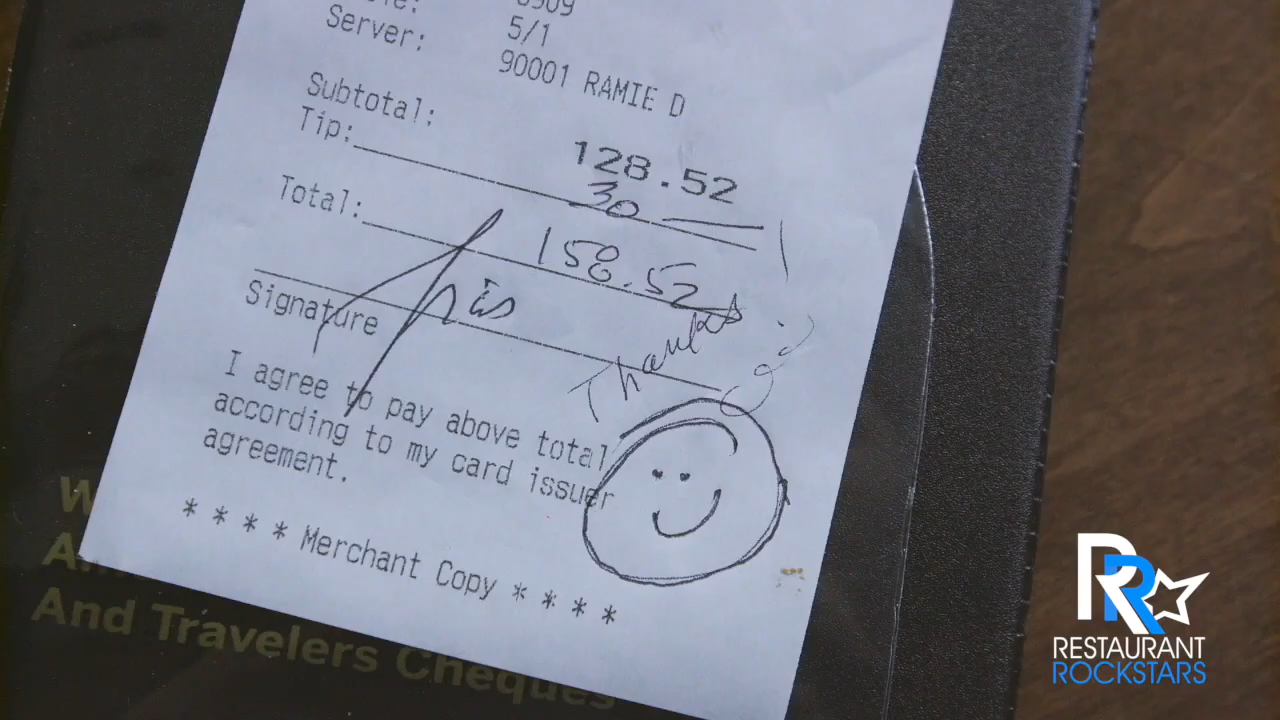 Server:
5/1
90001 RAMIE D
Subtotal:
128.52
Tip:
30
Total:
158.52
Signature
Thanks
I agree to pay above total
according to my card issuer
agreement.
* * * * Merchant Copy * * * *
And Travelers Cheques
RR
RESTAURANT
ROCKSTARS